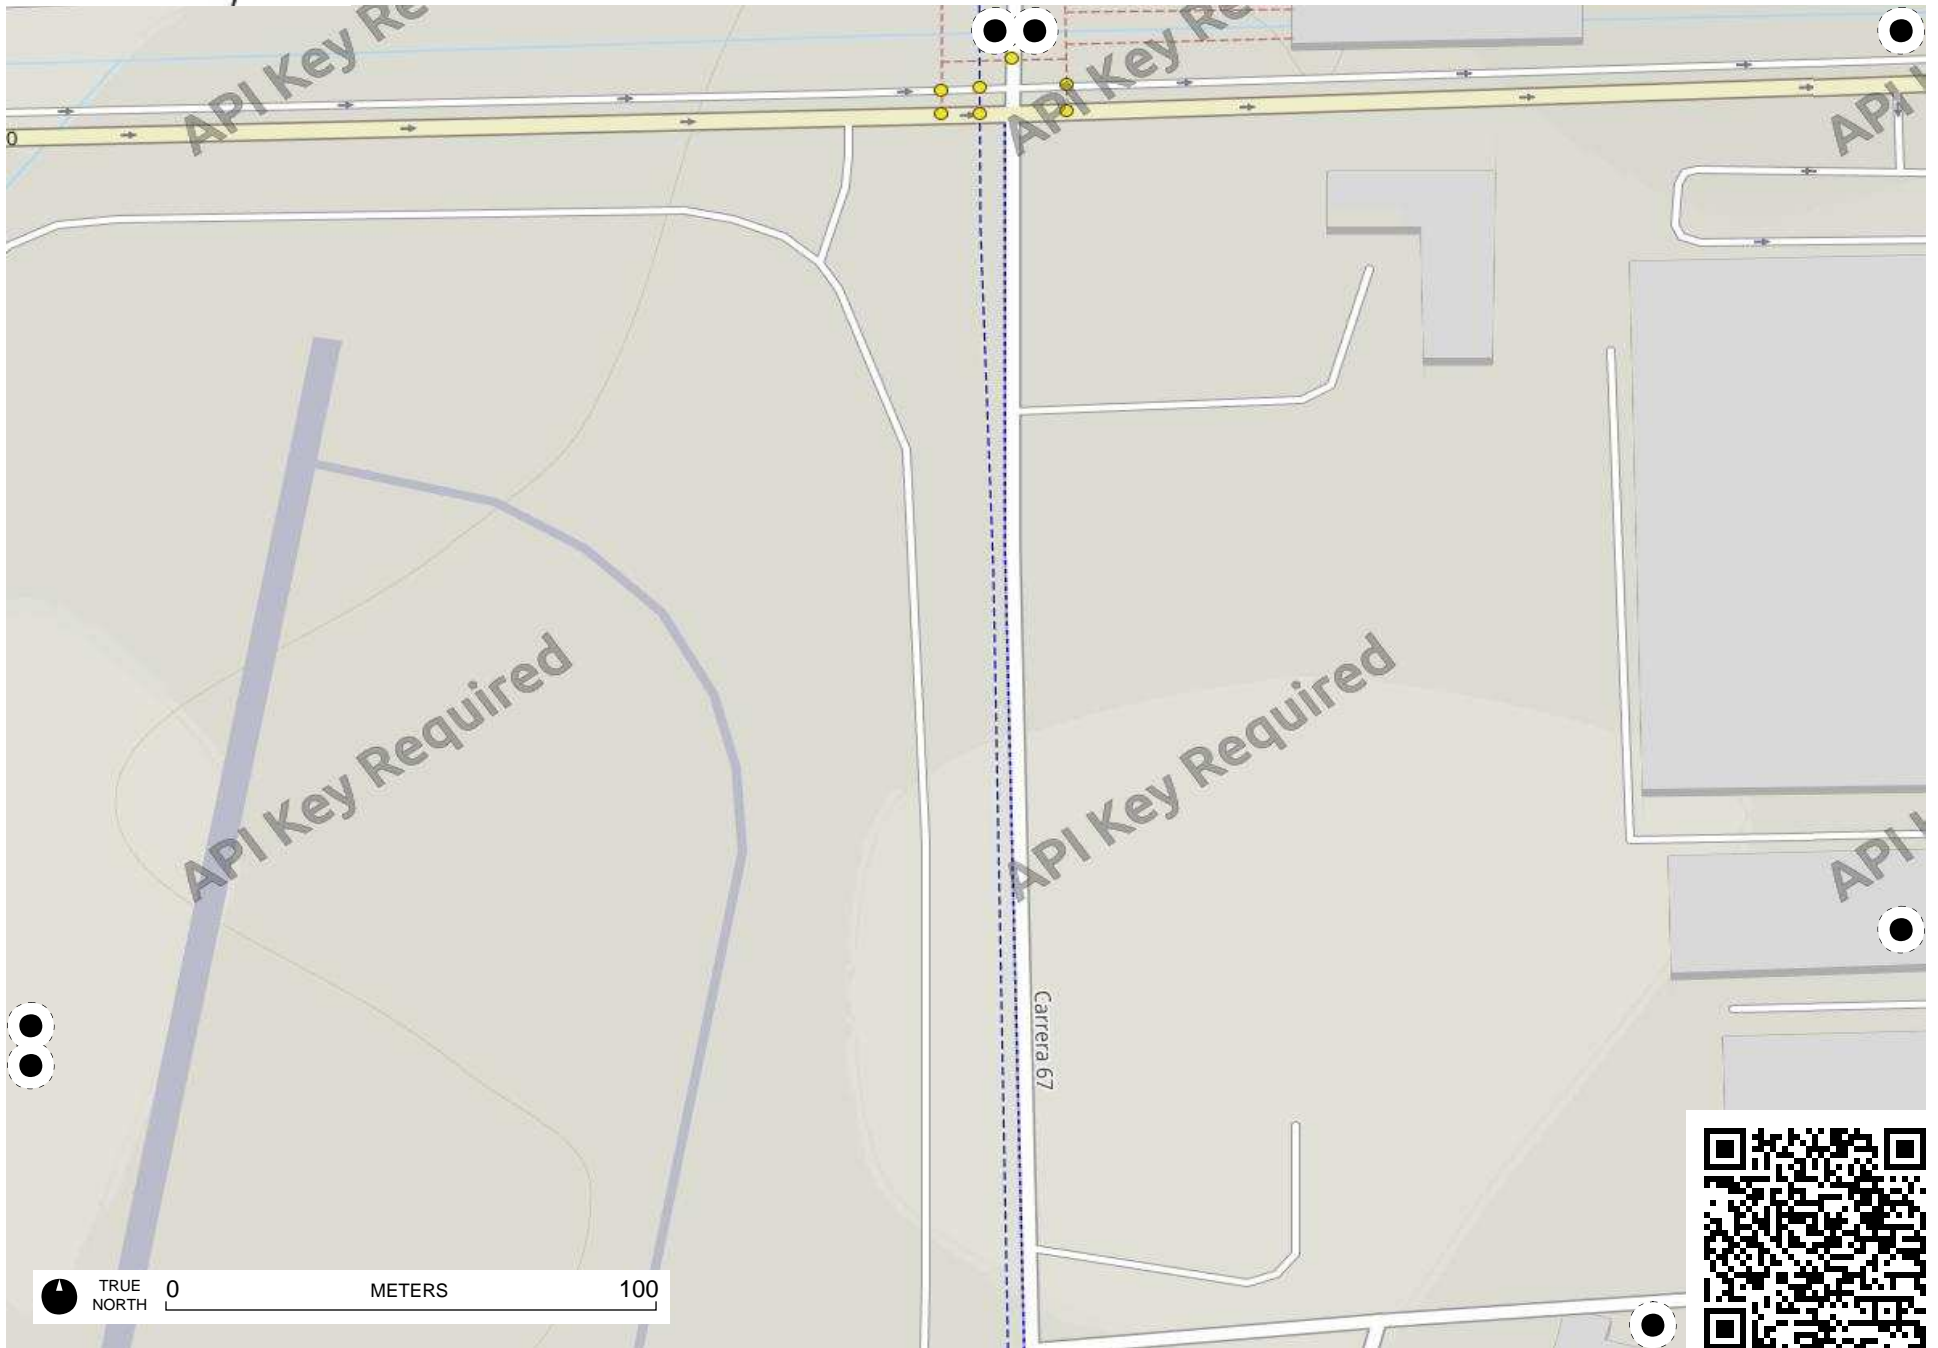 API Key Re
API Key Re
API K
0
API Key Required
API Key Required
API K
Carrera 67
TRUE
NORTH
0
METERS
100